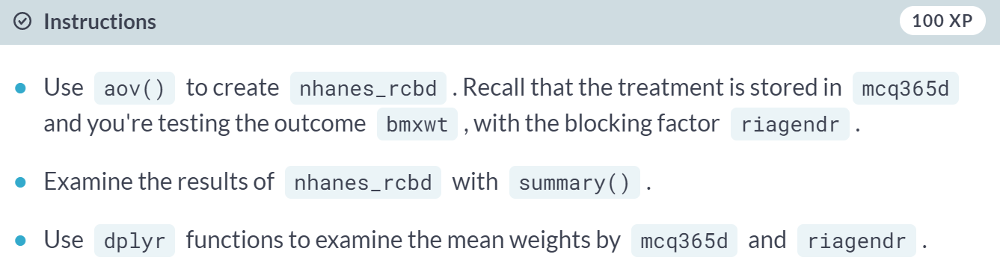 Instructions
100 XP
Use aov() to create nhanes_rcbd. Recall that the treatment is stored in mcq365d
and you're testing the outcome bmxwt, with the blocking factor riagendr.
Examine the results of nhanes_rcbd with summary().
Use dplyr functions to examine the mean weights by mcq365d and riagendr.